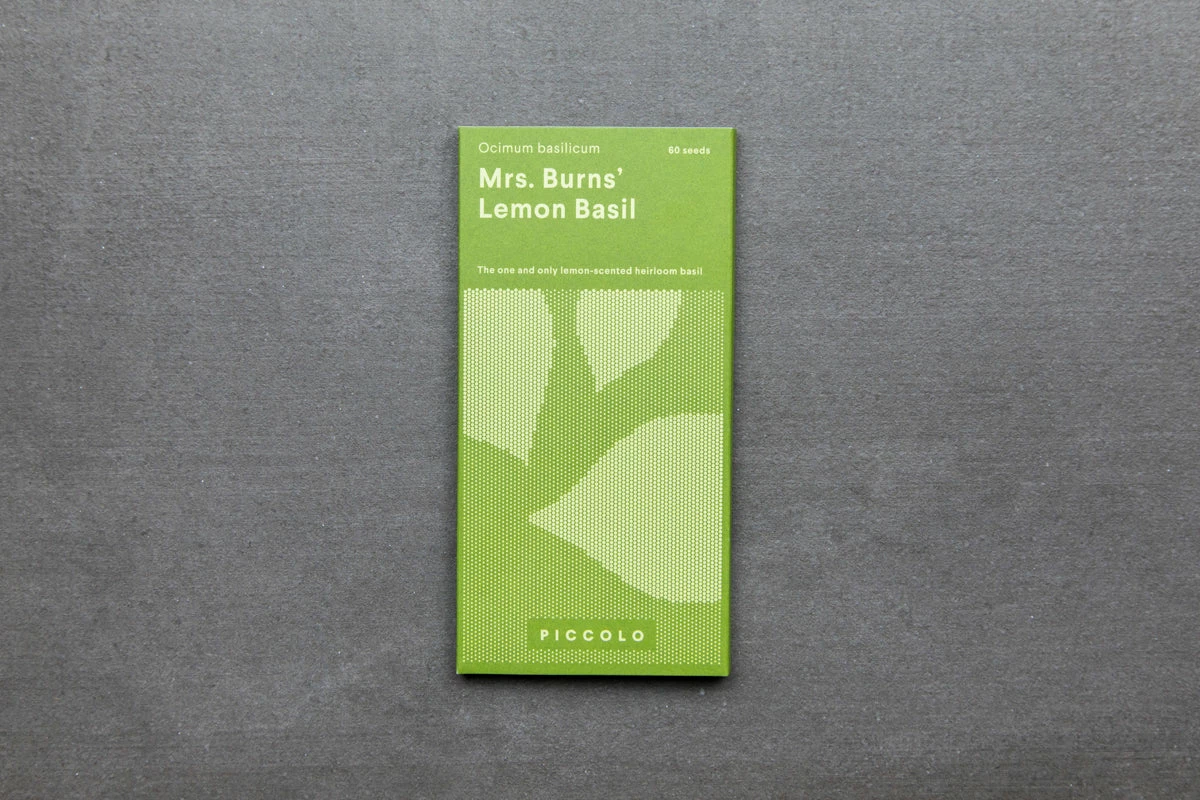 Ocimum basilicum
60 seeds
Mrs. Burns’
Lemon Basil
The one and only lemon-scented heirloom basil
PICCOLO